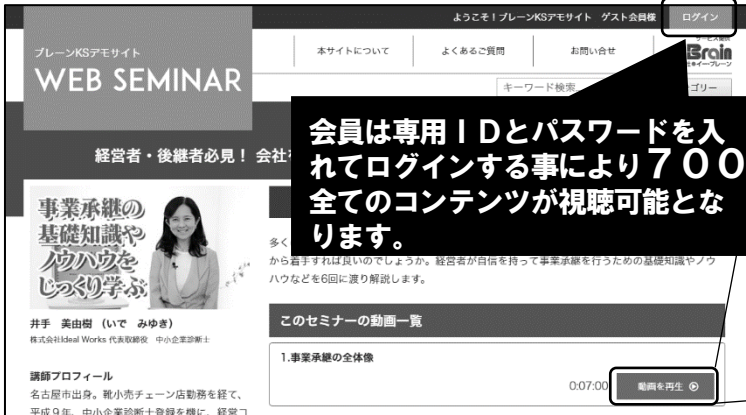 ようこそ！ブレーンKSデモサイト ゲスト会員様 ログイン
ブレーンKSデモサイト
WEB SEMINAR
本サイトについて よくあるご質問 お問い合せ
Brain
キーワード検索
ゴリー
会員は専用ＩＤとパスワードを入
れてログインする事により７００
全てのコンテンツが視聴可能とな
ります。
経営者・後継者必見！ 会社
事業承継の
基礎知識や
ノウハウを
じっくり学ぶ
多く
から着手すれば良いのでしょうか。経営者が自信を持って事業承継を行うための基礎知識やノウ
ハウなどを6回に渡り解説します。
井手 美由樹 （いで みゆき）
株式会社Ideal Works 代表取締役 中小企業診断士
このセミナーの動画一覧
1.事業承継の全体像
0:07:00 動画を再生
講師プロフィール
名古屋市出身。靴小売チェーン店勤務を経て、
平成９年、中小企業診断士登録を機に、経営コ